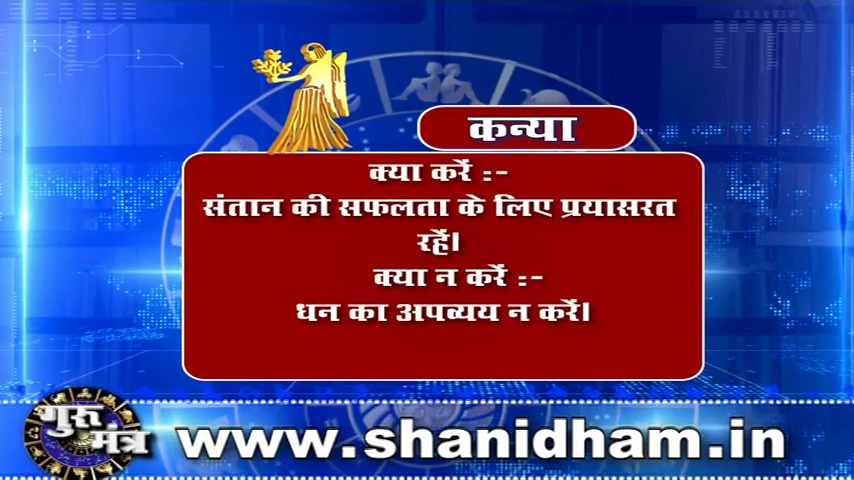 कन्या
क्या करें :-
संतान की सफलता के लिए प्रयासरत
रहें।
क्या न करें :-
धन का अपव्यय न करें।
गुरु
मंत्र
www.shanidham.in